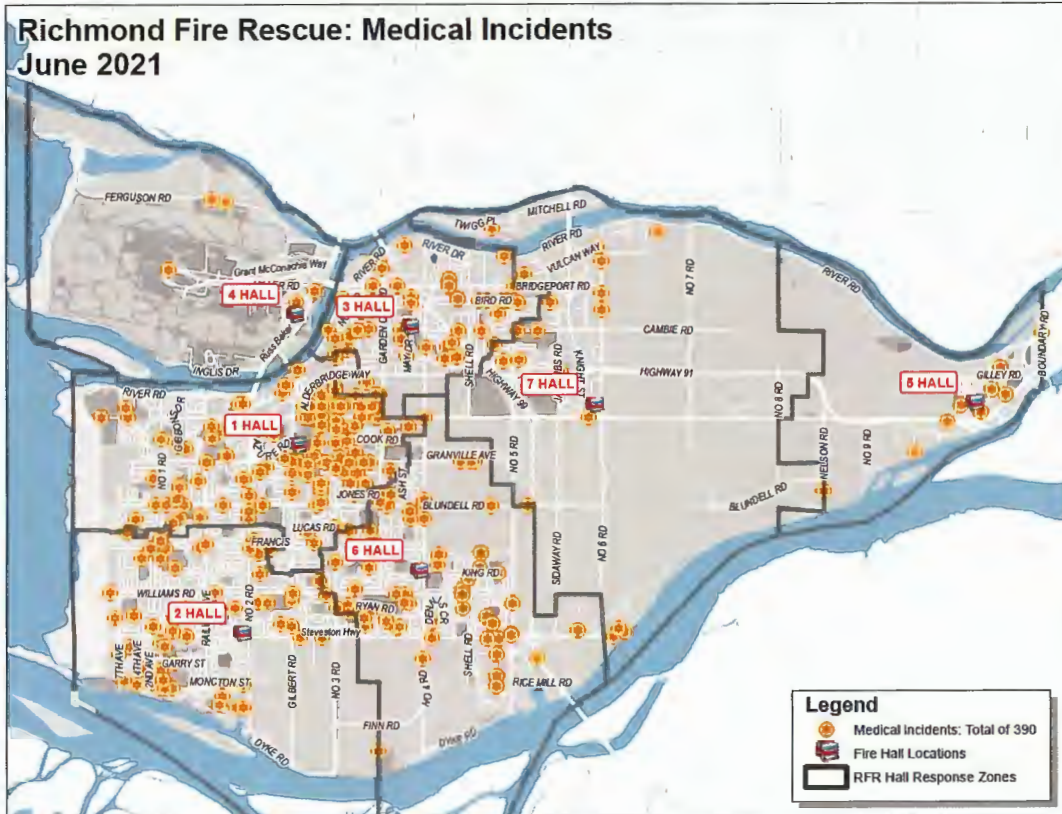 Richmond Fire Rescue: Medical Incidents
June 2021
FERGUSON RD
Grant McConachie Way
4 HALL
Russ Baker
INGLIS DR
TWIGG PL
MITCHELL RD
RIVER RD
RIVER DR
RIVER RD
VULCAN WAY
BRIDGEPORT RD
BIRD RD
3 HALL
NO 7 RD
RIVER RD
CAMBIE RD
SHELL RD
HIGHWAY 99
HIGHWAY 91
7 HALL
5 HALL
GILLEY RD
BOUNDARY RD
RIVER RD
ALDERBRIDGE WAY
1 HALL
COOK RD
NO 1 RD
GRANVILLE AVE
ASH ST
JONES RD
BLUNDELL RD
NO 5 RD
NO 8 RD
NELSON RD
NO 9 RD
BLUNDELL RD
LUCAS RD
FRANCIS
6 HALL
KING RD
SIDAWAY RD
NO 6 RD
WILLIAMS RD
NO 2 RD
RYAN RD
2 HALL
Steveston Hwy
GARRY ST
2ND AVE
MONCTON ST
GILBERT RD
NO 3 RD
NO 4 RD
SHELL RD
RICE MILL RD
FINN RD
DYKE RD
DYKE RD
Legend
Medical Incidents: Total of 390
Fire Hall Locations
RFR Hall Response Zones